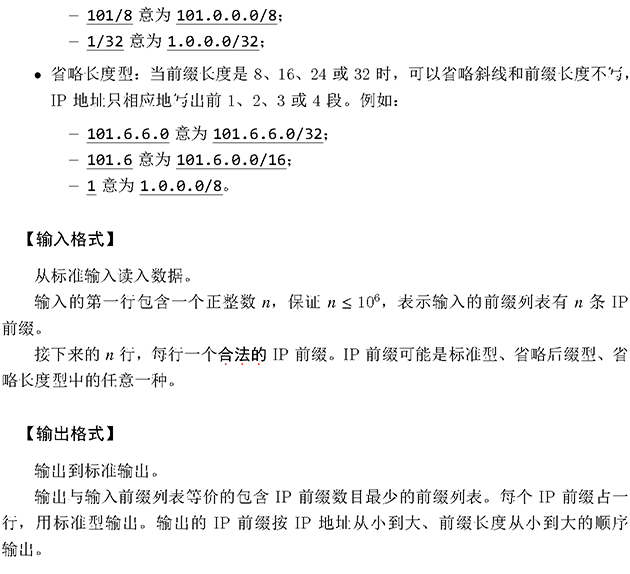 – 101/8 意为 101.0.0.0/8;
– 1/32 意为 1.0.0.0/32;
• 省略长度型：当前缀长度是 8、16、24 或 32 时，可以省略斜线和前缀长度不写，
IP 地址只相应地写出前 1、2、3 或 4 段。例如：
– 101.6.6.0 意为 101.6.6.0/32;
– 101.6 意为 101.6.0.0/16;
– 1 意为 1.0.0.0/8。
【输入格式】
从标准输入读入数据。
输入的第一行包含一个正整数 n，保证 n ≤ 10⁶，表示输入的前缀列表有 n 条 IP
前缀。
接下来的 n 行，每行一个合法的 IP 前缀。IP 前缀可能是标准型、省略后缀型、省
略长度型中的任意一种。
【输出格式】
输出到标准输出。
输出与输入前缀列表等价的包含 IP 前缀数目最少的前缀列表。每个 IP 前缀占一
行，用标准型输出。输出的 IP 前缀按 IP 地址从小到大、前缀长度从小到大的顺序
输出。